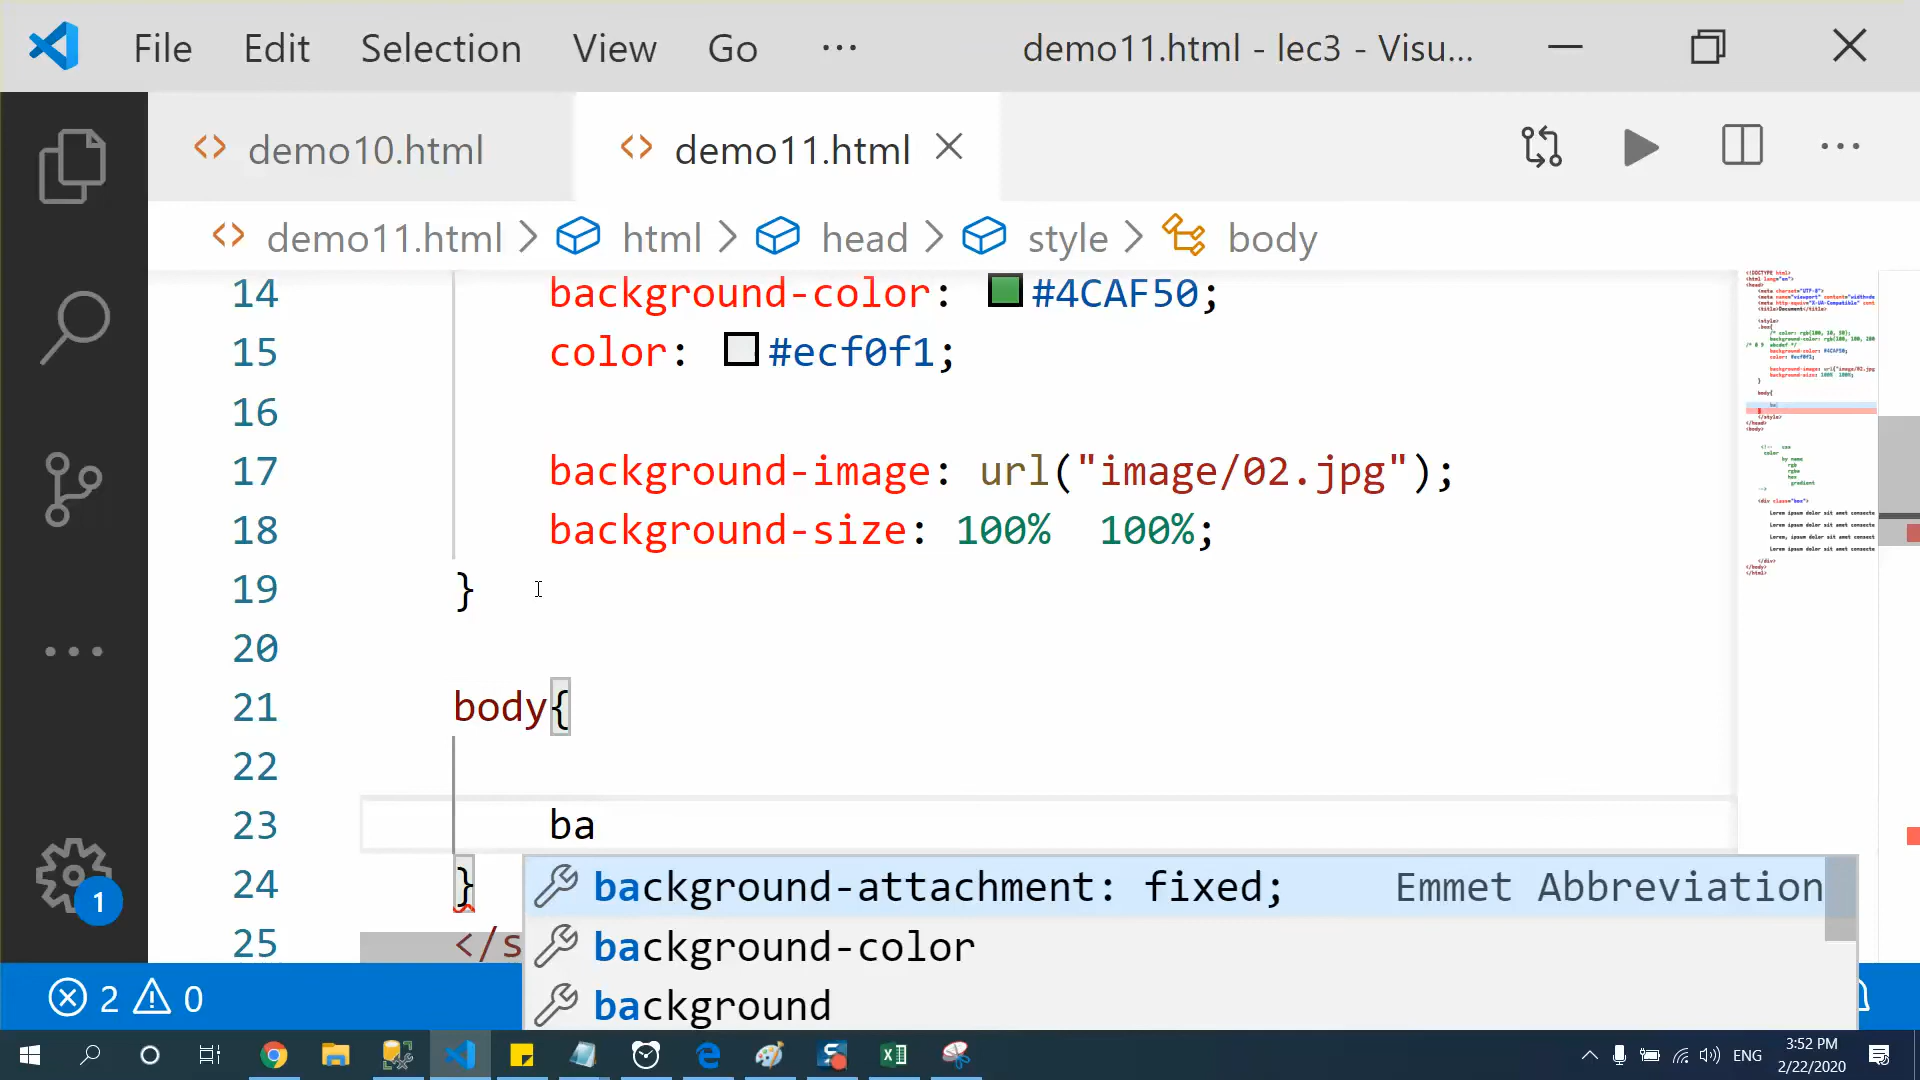 File Edit Selection View Go ··· demo11.html - lec3 - Visu...
demo10.html demo11.html
demo11.html > html > head > style > body
14 background-color: #4CAF50;
15 color: #ecf0f1;
16
17 background-image: url("image/02.jpg");
18 background-size: 100% 100%;
19 }
20
21 body{
22
23 ba
24 }
background-attachment: fixed; Emmet Abbreviation
25 </s
background-color
background
1
2 0
ENG
3:52 PM
2/22/2020